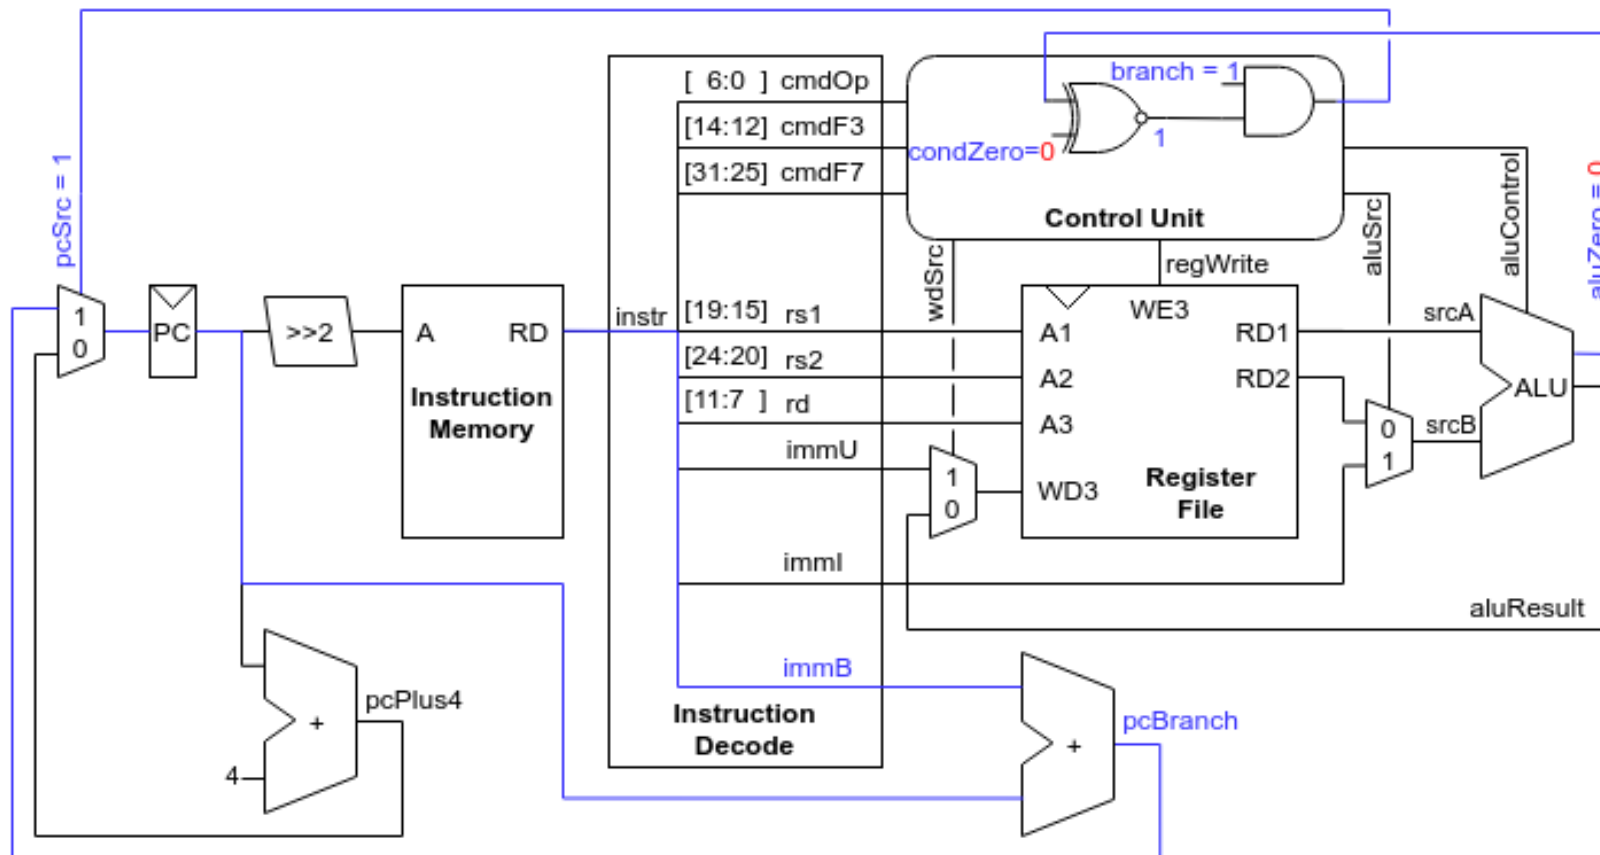 branch = 1
[ 6:0 ] cmdOp
[14:12] cmdF3
condZero=0
1
[31:25] cmdF7
pcSrc = 1
Control Unit
aluSrc
aluControl
aluZero = 0
wdSrc
regWrite
1
0
PC
>>2
A RD
Instruction
Memory
instr
[19:15] rs1
[24:20] rs2
[11:7 ] rd
immU
1
0
WE3
A1 RD1
A2 RD2
A3
WD3
Register
File
srcA
srcB
0
1
ALU
immI
aluResult
immB
Instruction
Decode
pcPlus4
+
4
pcBranch
+